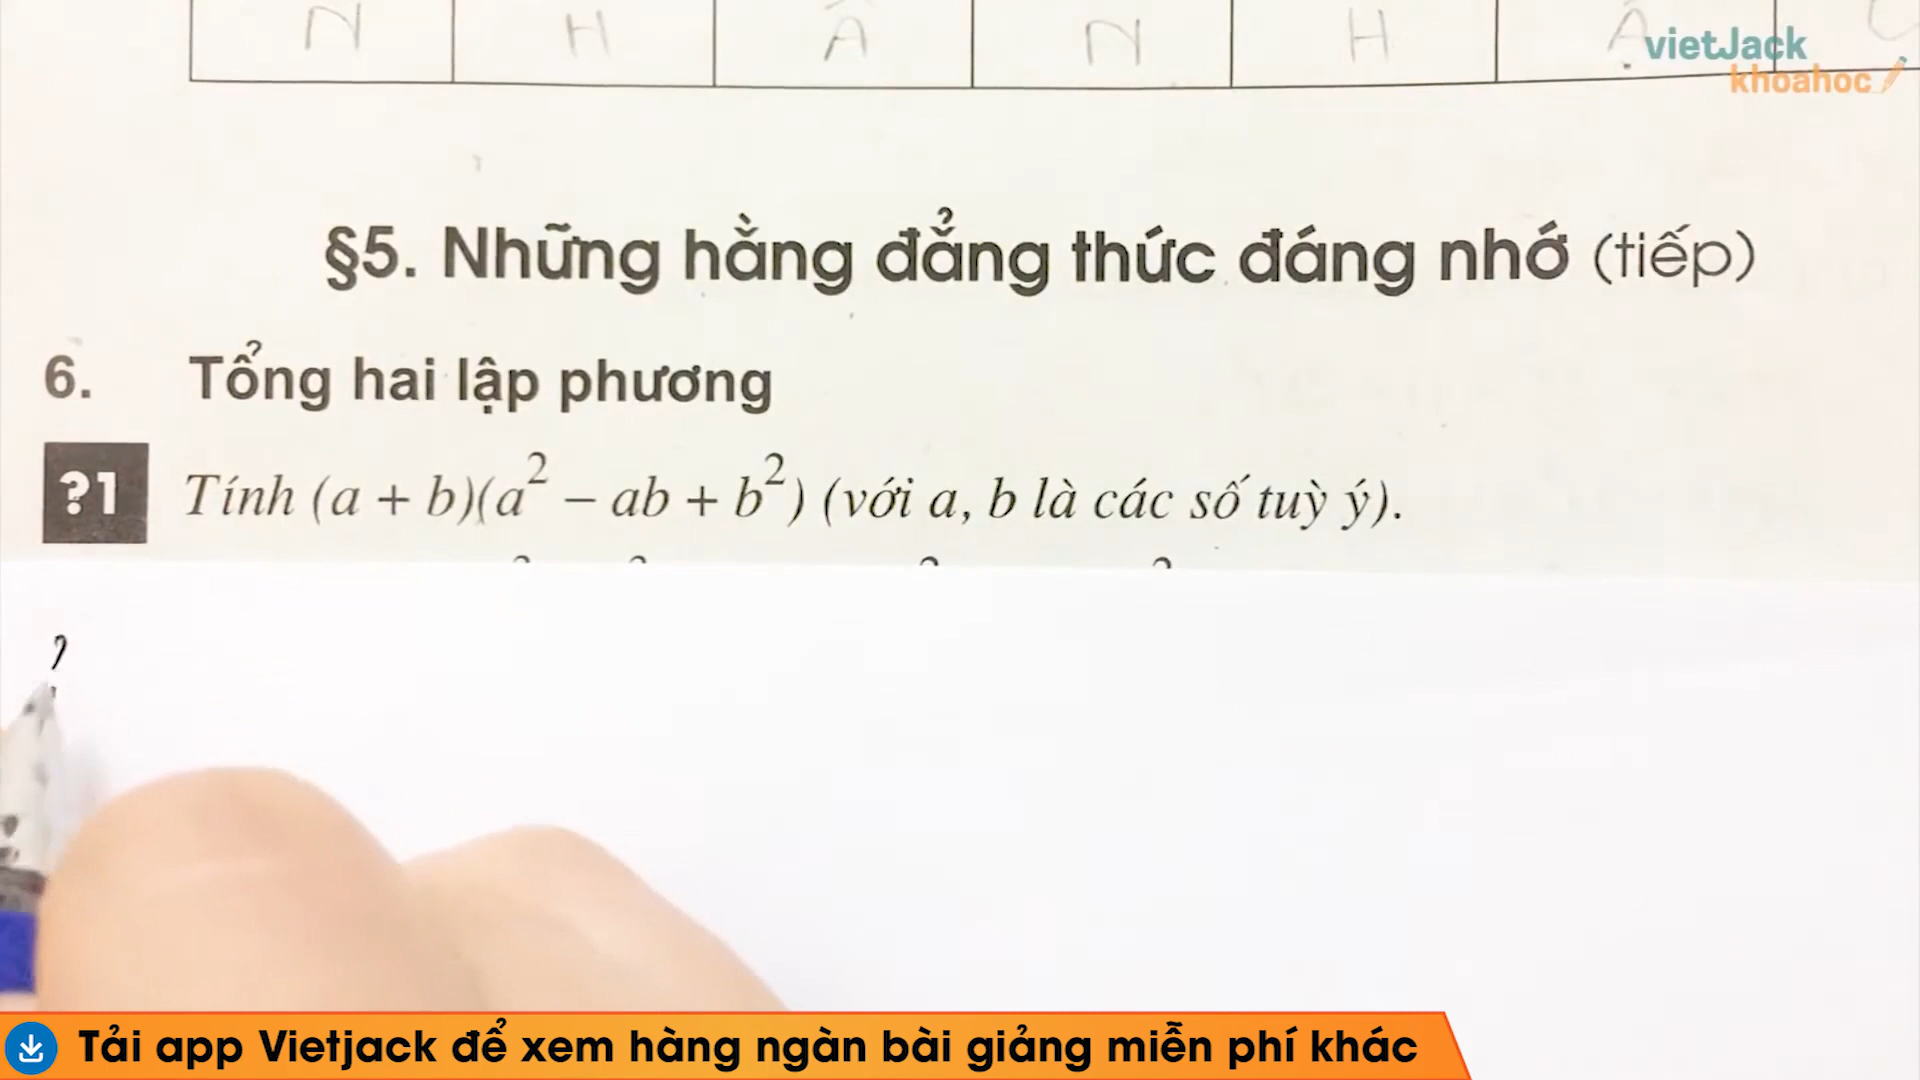 N H Â N H Ậ
vietJack
khoahoc
§5. Những hằng đẳng thức đáng nhớ (tiếp)
6. Tổng hai lập phương
?1 Tính (a + b)(a² – ab + b²) (với a, b là các số tuỳ ý).
?
Tải app Vietjack để xem hàng ngàn bài giảng miễn phí khác